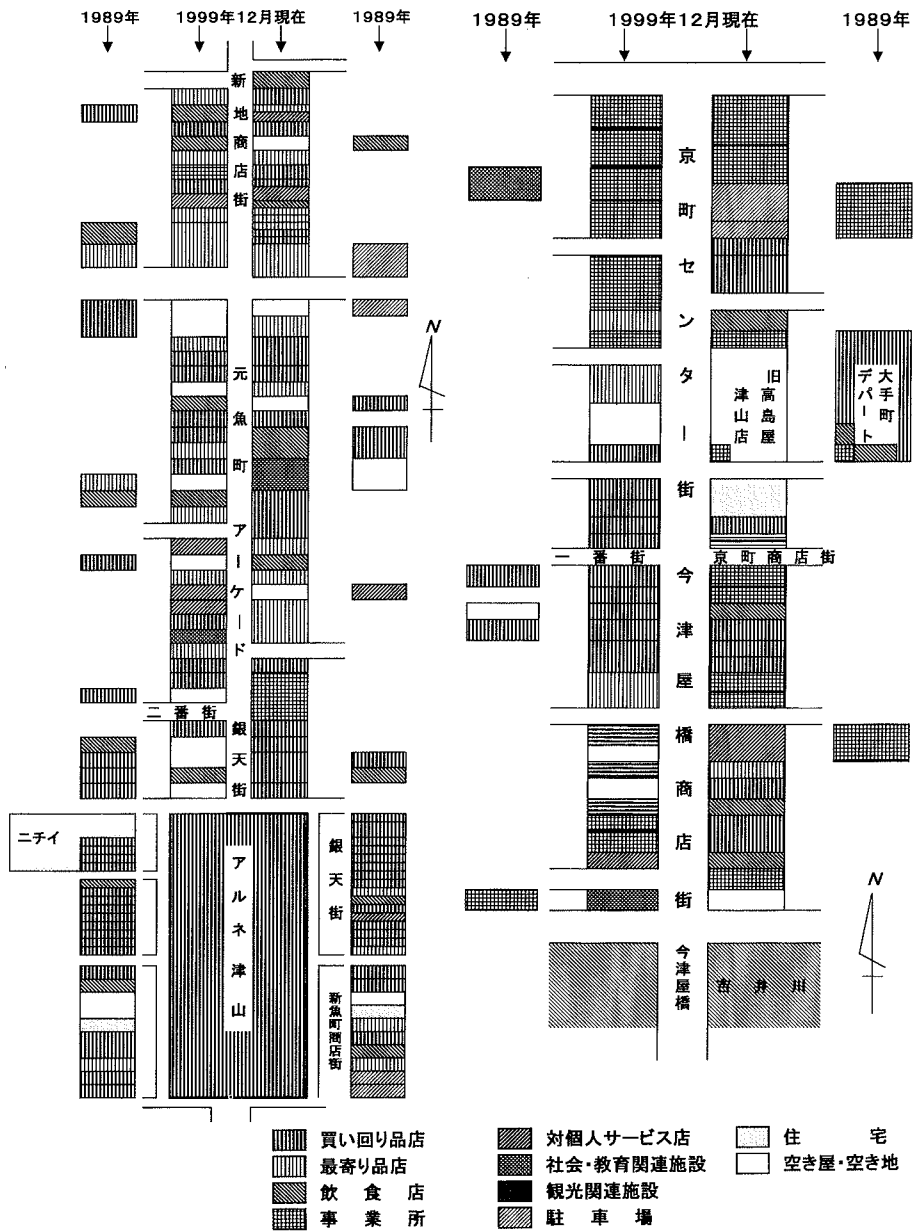 1989年
1999年12月現在
1989年
1989年
1999年12月現在
1989年
新地商店街
元魚町アーケード
N
二番街
銀天街
ニチイ
アルネ津山
銀天街
新魚町商店街
京町センター街
旧高島屋
津山店
大手町
デパート
一番街
京町商店街
今津屋橋商店街
N
今津屋橋
吉井川
買い回り品店
最寄り品店
飲食店
事業所
対個人サービス店
社会・教育関連施設
観光関連施設
駐車場
住宅
空き屋・空き地